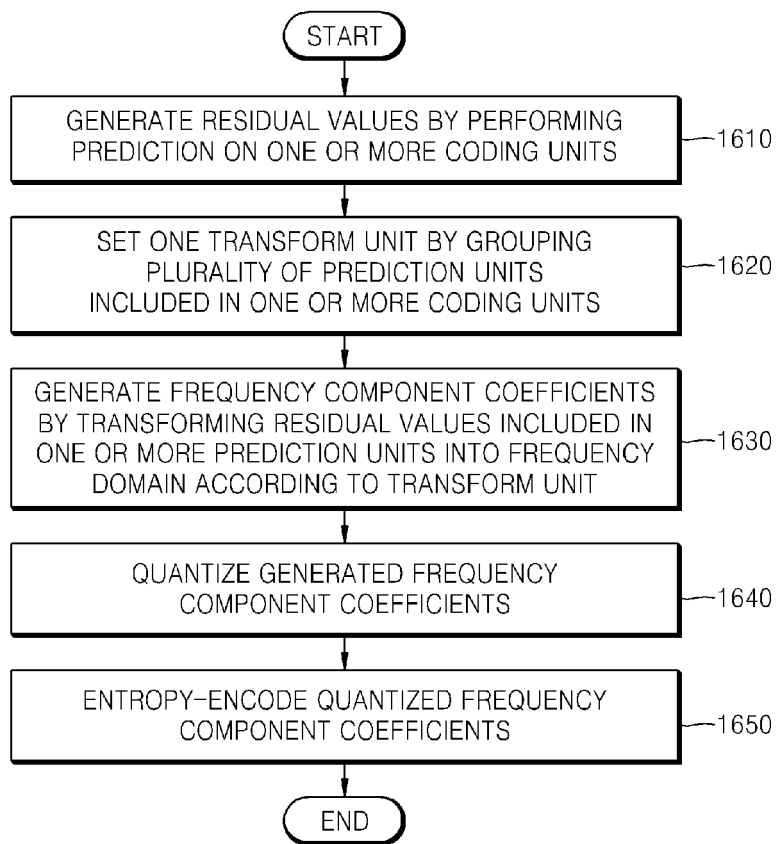 START
GENERATE RESIDUAL VALUES BY PERFORMING
PREDICTION ON ONE OR MORE CODING UNITS
1610
SET ONE TRANSFORM UNIT BY GROUPING
PLURALITY OF PREDICTION UNITS
INCLUDED IN ONE OR MORE CODING UNITS
1620
GENERATE FREQUENCY COMPONENT COEFFICIENTS
BY TRANSFORMING RESIDUAL VALUES INCLUDED IN
ONE OR MORE PREDICTION UNITS INTO FREQUENCY
DOMAIN ACCORDING TO TRANSFORM UNIT
1630
QUANTIZE GENERATED FREQUENCY
COMPONENT COEFFICIENTS
1640
ENTROPY-ENCODE QUANTIZED FREQUENCY
COMPONENT COEFFICIENTS
1650
END